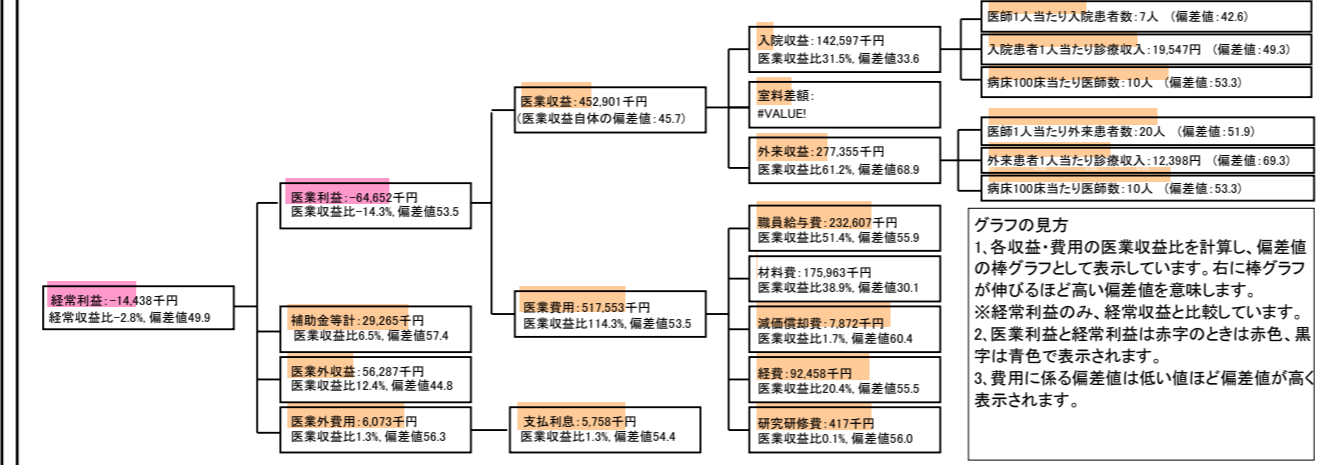 医師1人当たり入院患者数:7人 (偏差値:42.6)
入院収益:142,597千円
医業収益比31.5%, 偏差値33.6
入院患者1人当たり診療収入:19,547円 (偏差値:49.3)
病床100床当たり医師数:10人 (偏差値:53.3)
医業収益:452,901千円
(医業収益自体の偏差値:45.7)
室料差額:
#VALUE!
医師1人当たり外来患者数:20人 (偏差値:51.9)
外来収益:277,355千円
医業収益比61.2%, 偏差値68.9
外来患者1人当たり診療収入:12,398円 (偏差値:69.3)
病床100床当たり医師数:10人 (偏差値:53.3)
医業利益:-64,652千円
医業収益比-14.3%, 偏差値53.5
職員給与費:232,607千円
医業収益比51.4%, 偏差値55.9
材料費:175,963千円
医業収益比38.9%, 偏差値30.1
経常利益:-14,438千円
経常収益比-2.8%, 偏差値49.9
医業費用:517,553千円
医業収益比114.3%, 偏差値53.5
補助金等計:29,265千円
医業収益比6.5%, 偏差値57.4
減価償却費:7,872千円
医業収益比1.7%, 偏差値60.4
医業外収益:56,287千円
医業収益比12.4%, 偏差値44.8
経費:92,458千円
医業収益比20.4%, 偏差値55.5
医業外費用:6,073千円
医業収益比1.3%, 偏差値56.3
支払利息:5,758千円
医業収益比1.3%, 偏差値54.4
研究研修費:417千円
医業収益比0.1%, 偏差値56.0
グラフの見方
1、各収益・費用の医業収益比を計算し、偏差値
の棒グラフとして表示しています。右に棒グラフ
が伸びるほど高い偏差値を意味します。
※経常利益のみ、経常収益と比較しています。
2、医業利益と経常利益は赤字のときは赤色、黒
字は青色で表示されます。
3、費用に係る偏差値は低い値ほど偏差値が高く
表示されます。